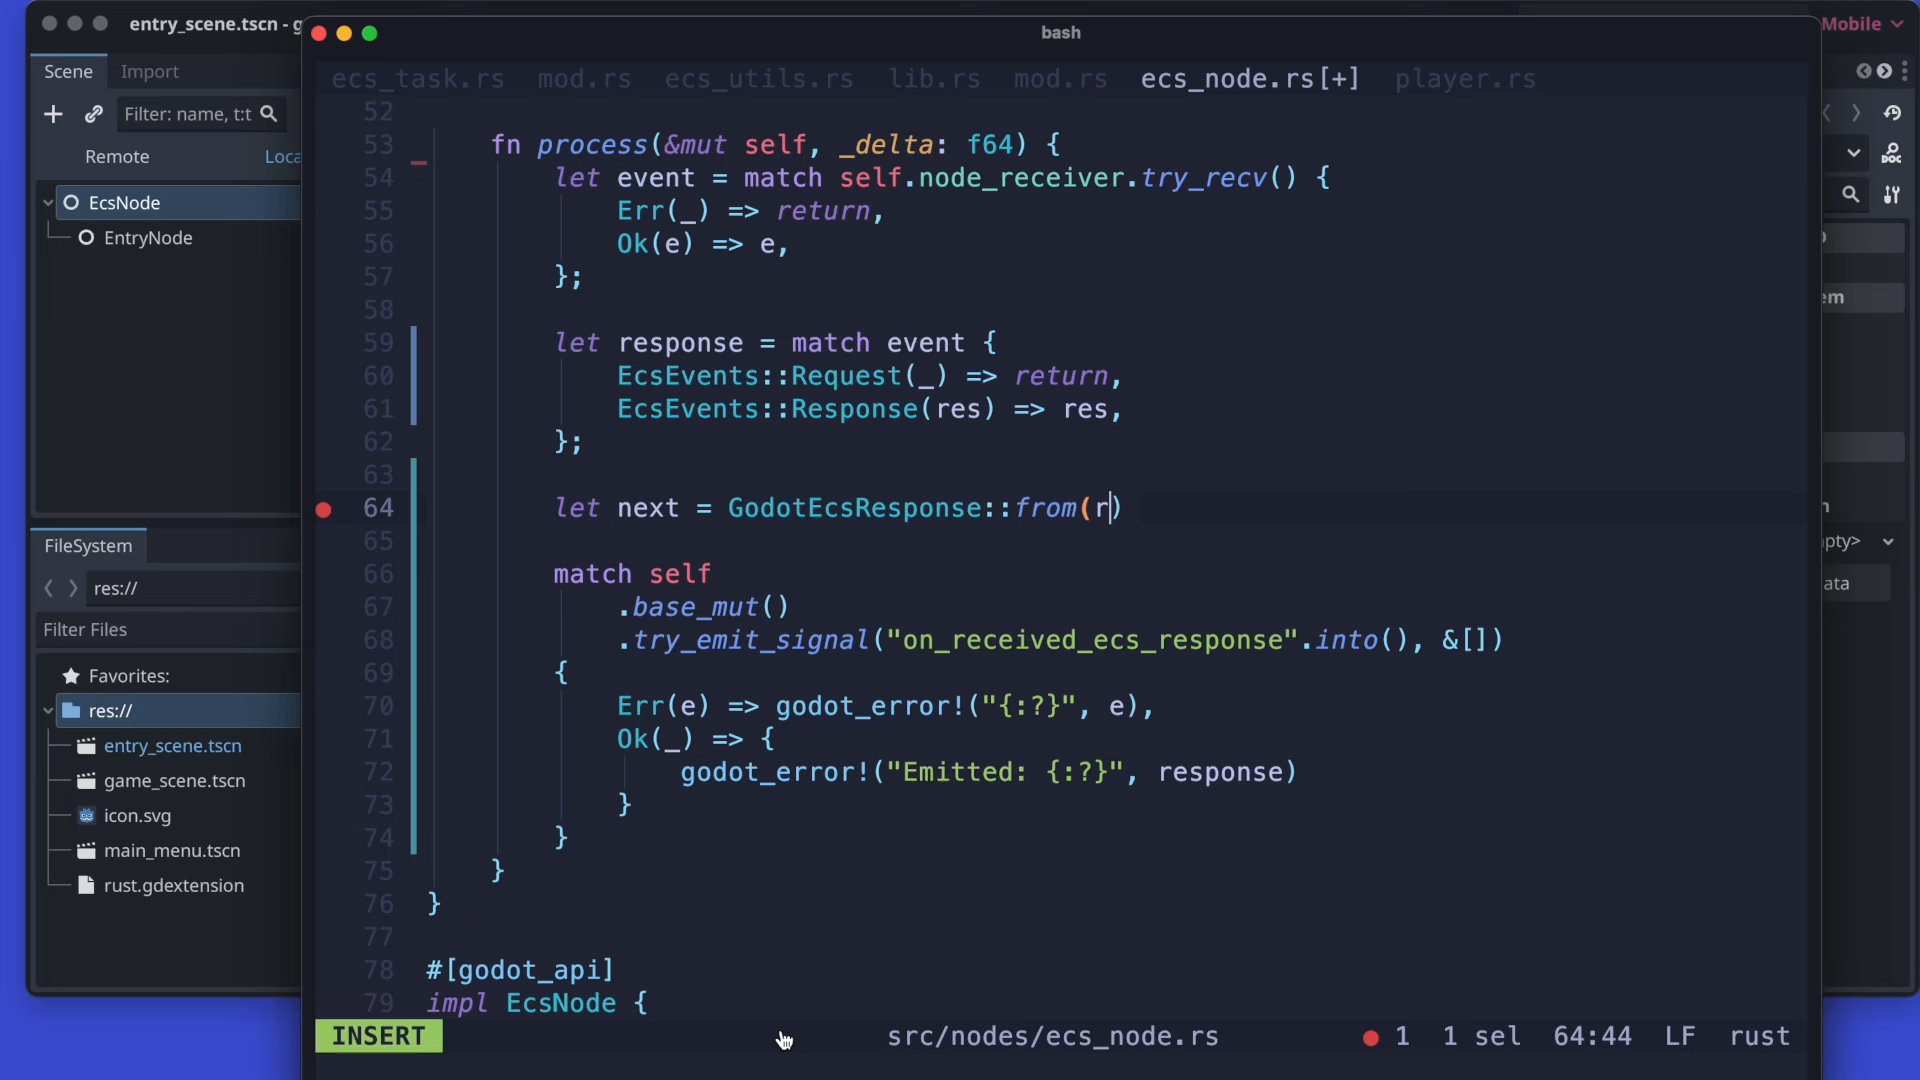 entry_scene.tscn - g
bash
Mobile
Scene
Import
ecs_task.rs mod.rs ecs_utils.rs lib.rs mod.rs ecs_node.rs[+] player.rs
Filter: name, t:t
Remote
Loca
EcsNode
EntryNode
FileSystem
res://
Filter Files
Favorites:
res://
entry_scene.tscn
game_scene.tscn
icon.svg
main_menu.tscn
rust.gdextension
52
53 fn process(&mut self, _delta: f64) {
54 let event = match self.node_receiver.try_recv() {
55 Err(_) => return,
56 Ok(e) => e,
57 };
58
59 let response = match event {
60 EcsEvents::Request(_) => return,
61 EcsEvents::Response(res) => res,
62 };
63
64 let next = GodotEcsResponse::from(r)
65
66 match self
67 .base_mut()
68 .try_emit_signal("on_received_ecs_response".into(), &[])
69 {
70 Err(e) => godot_error!("{:?}", e),
71 Ok(_) => {
72 godot_error!("Emitted: {:?}", response)
73 }
74 }
75 }
76 }
77
78 #[godot_api]
79 impl EcsNode {
INSERT src/nodes/ecs_node.rs 1 1 sel 64:44 LF rust
DOC
em
n
pty>
ata